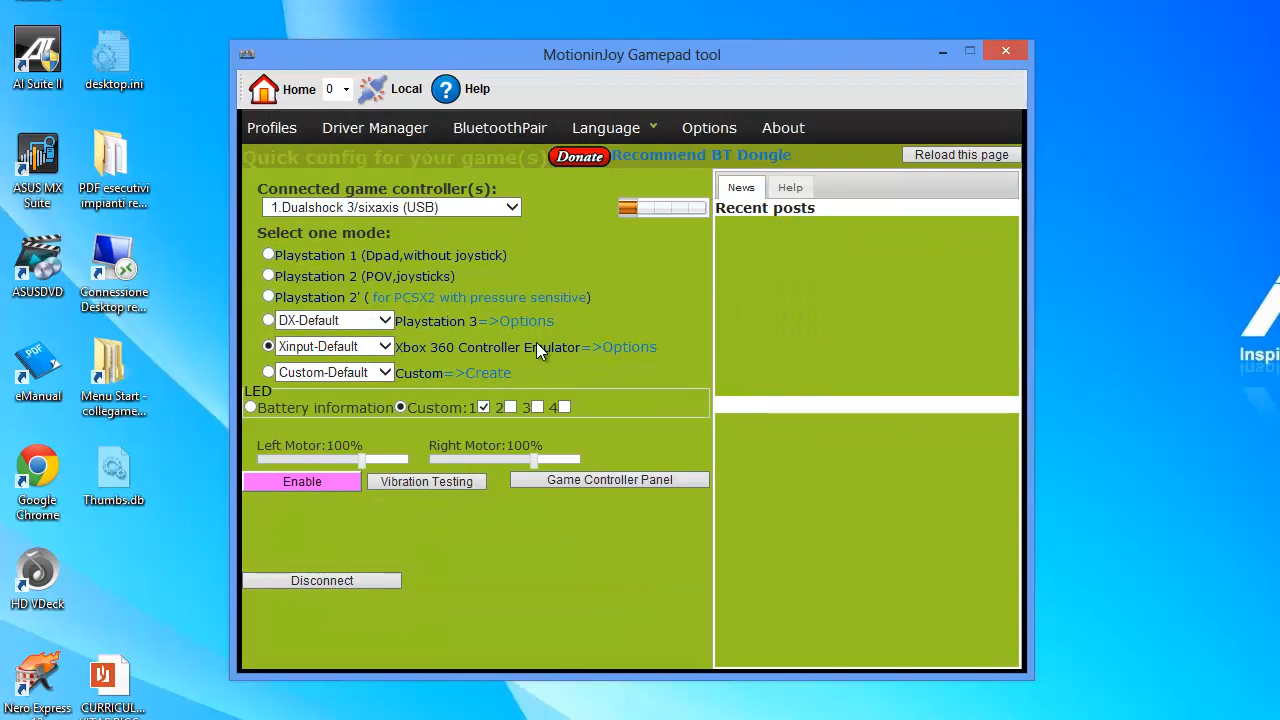 MotioninJoy Gamepad tool
Home 0 Local Help
Profiles Driver Manager BluetoothPair Language Options About
Quick config for your game(s) Donate Recommend BT Dongle Reload this page
Connected game controller(s):
1.Dualshock 3/sixaxis (USB)
Select one mode:
Playstation 1 (Dpad,without joystick)
Playstation 2 (POV,joysticks)
Playstation 2' ( for PCSX2 with pressure sensitive)
DX-Default Playstation 3=>Options
Xinput-Default Xbox 360 Controller Emulator=>Options
Custom-Default Custom=>Create
LED
Battery information Custom:1 2 3 4
Left Motor:100% Right Motor:100%
Enable Vibration Testing Game Controller Panel
Disconnect
News Help
Recent posts
AI Suite II
desktop.ini
ASUS MX
Suite
PDF esecutivi
impianti re...
ASUSDVD
Connessione
Desktop re...
eManual
Menu Start -
collegame...
Google
Chrome
Thumbs.db
HD VDeck
Nero Express
CURRICUL...
Inspi